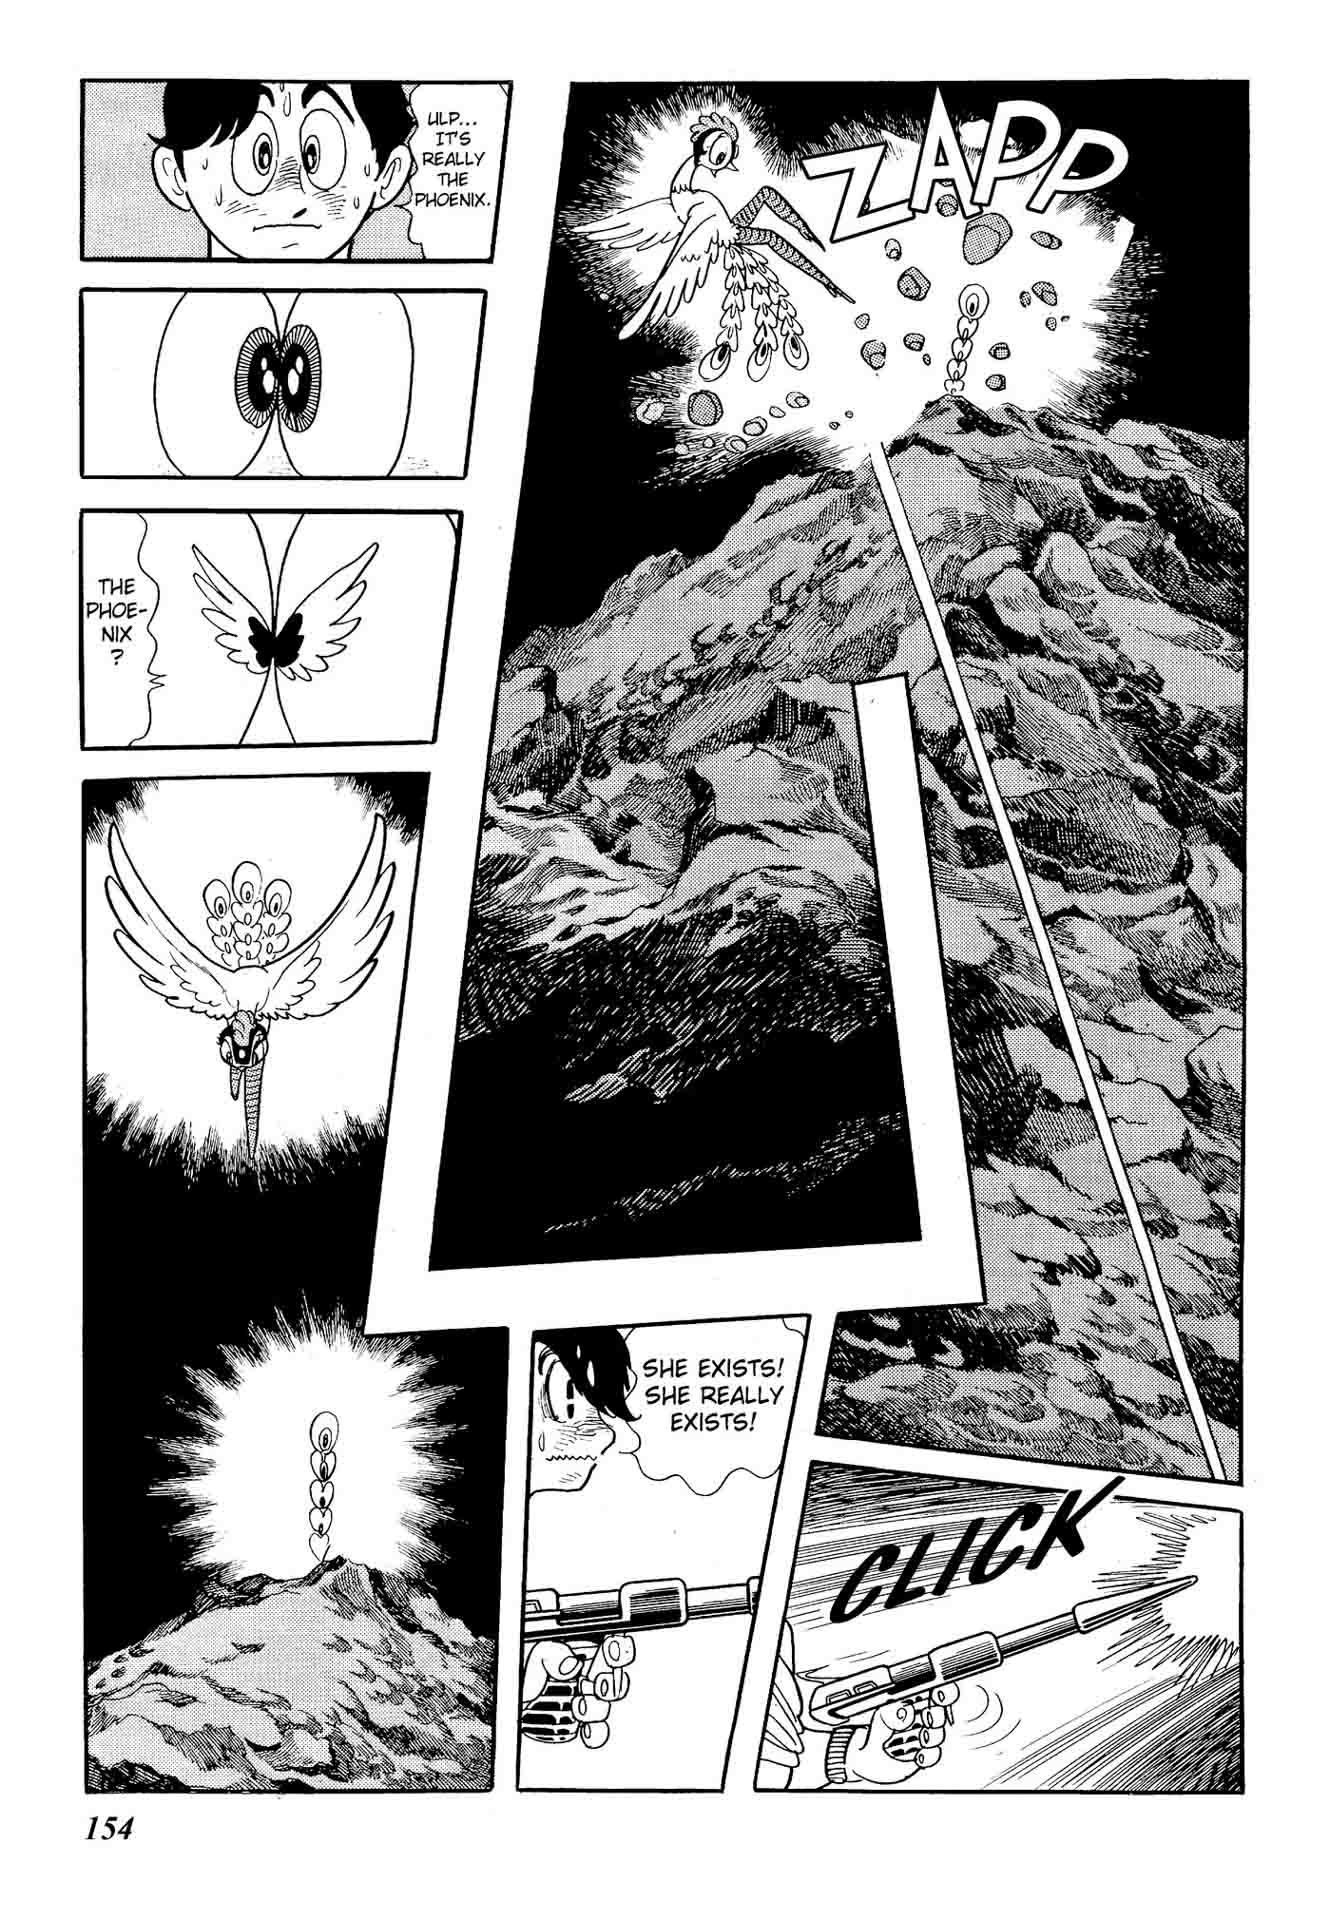 ULP...
IT'S
REALLY
THE
PHOENIX.
THE
PHOE-
NIX
?
SHE EXISTS!
SHE REALLY
EXISTS!
CLICK
ZAPP
154